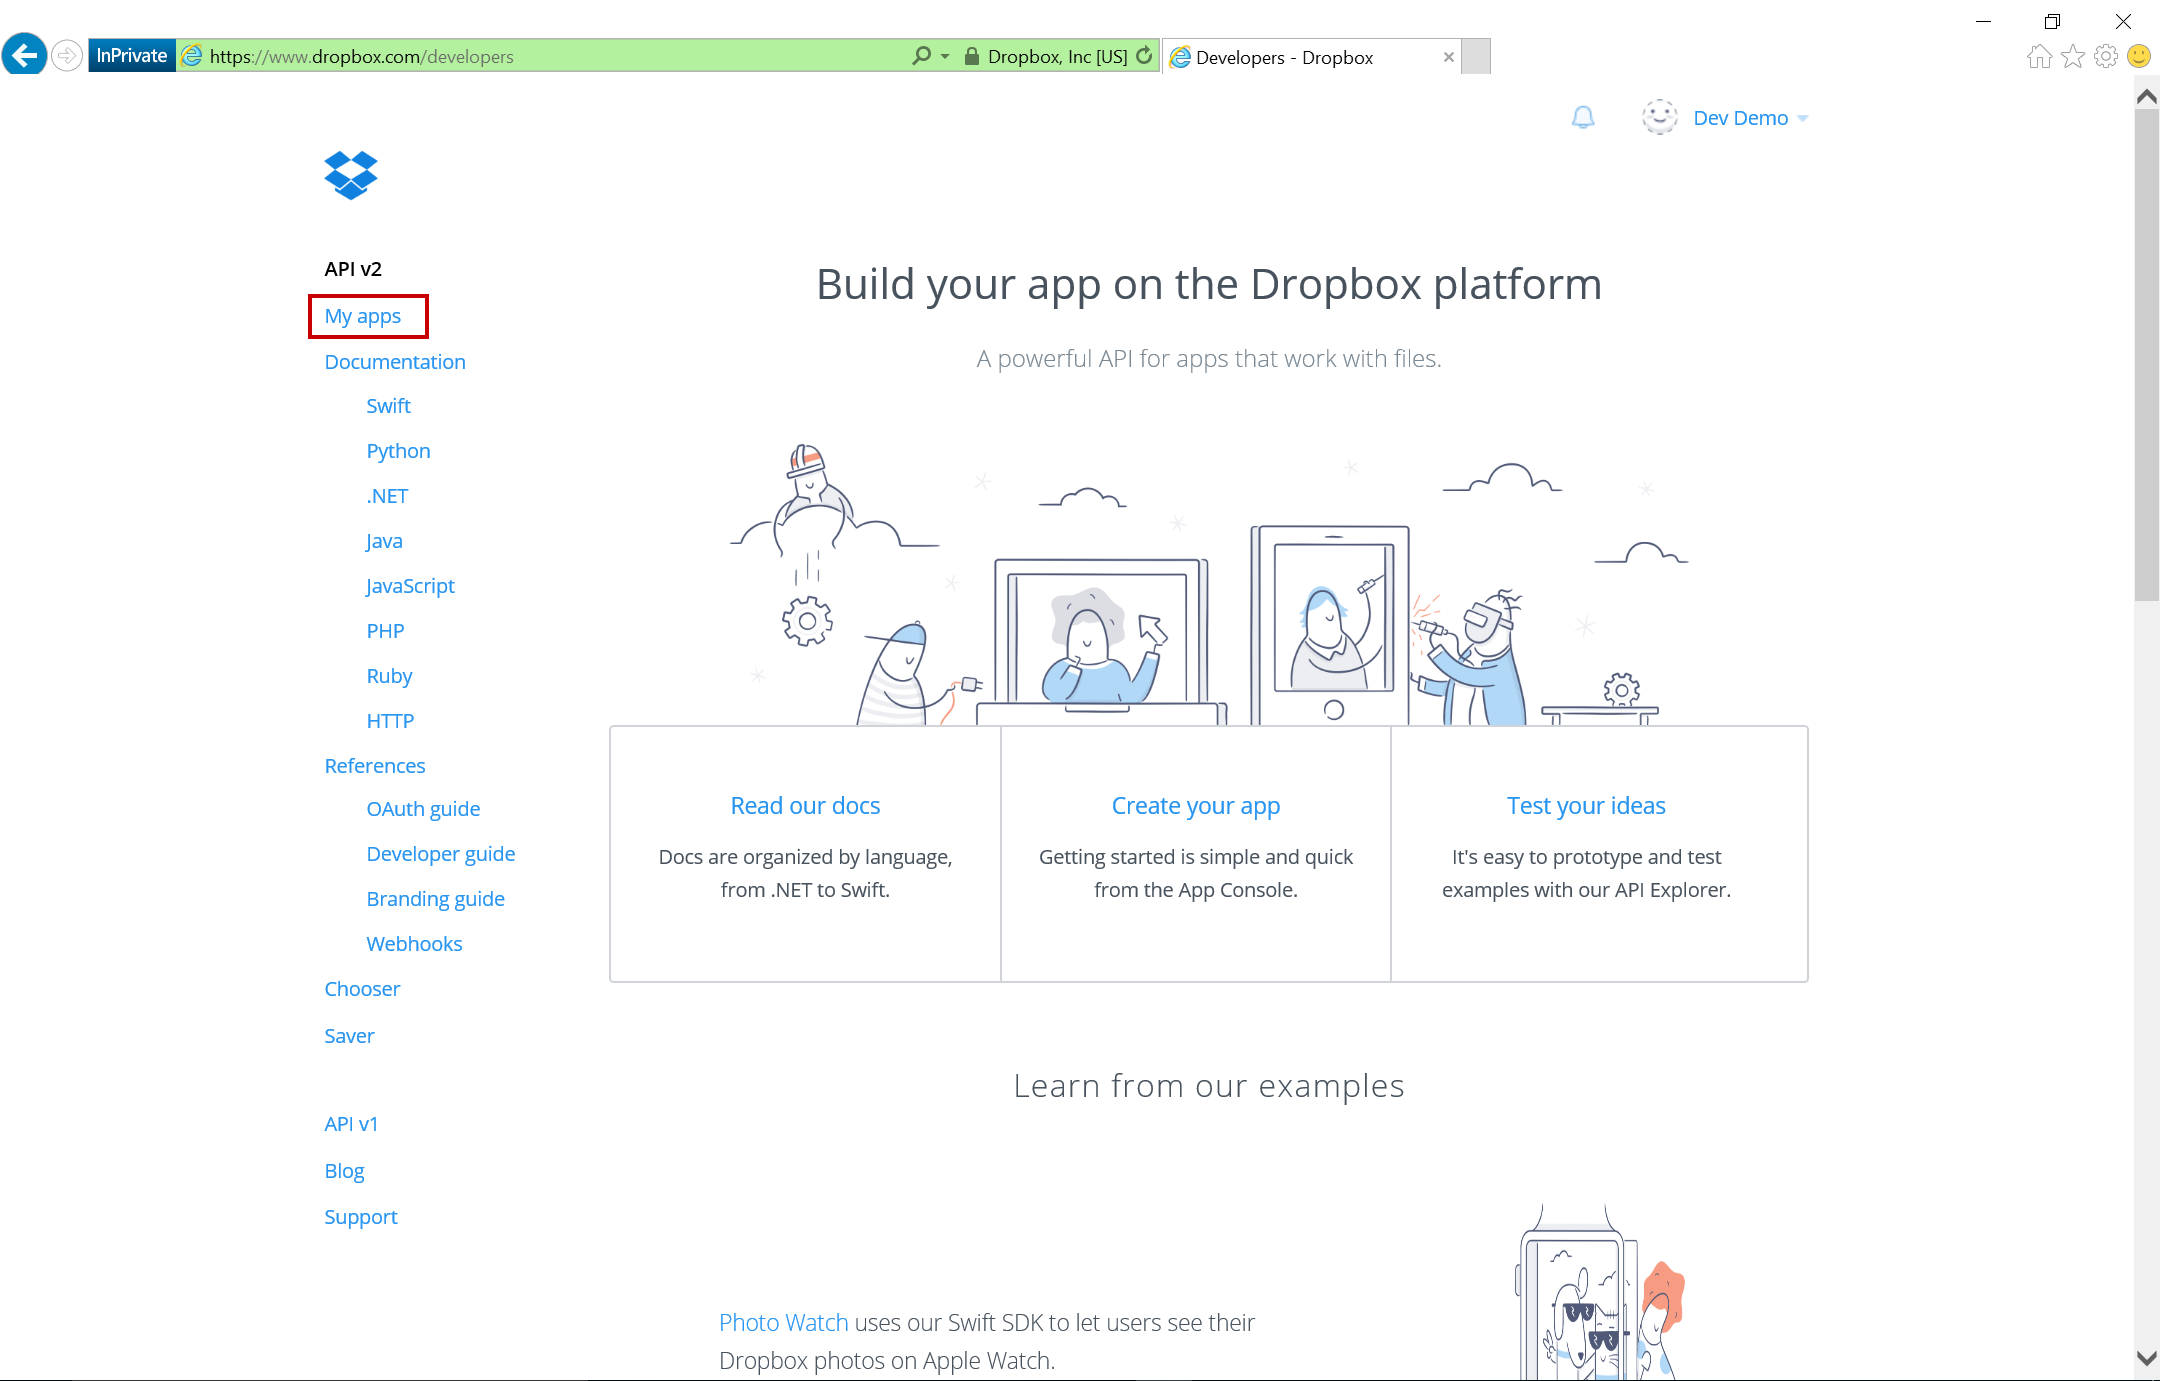 InPrivate
https://www.dropbox.com/developers
Dropbox, Inc [US]
Developers - Dropbox
Dev Demo
API v2
My apps
Documentation
Swift
Python
.NET
Java
JavaScript
PHP
Ruby
HTTP
References
OAuth guide
Developer guide
Branding guide
Webhooks
Chooser
Saver
API v1
Blog
Support
Build your app on the Dropbox platform
A powerful API for apps that work with files.
Read our docs
Docs are organized by language,
from .NET to Swift.
Create your app
Getting started is simple and quick
from the App Console.
Test your ideas
It's easy to prototype and test
examples with our API Explorer.
Learn from our examples
Photo Watch uses our Swift SDK to let users see their
Dropbox photos on Apple Watch.